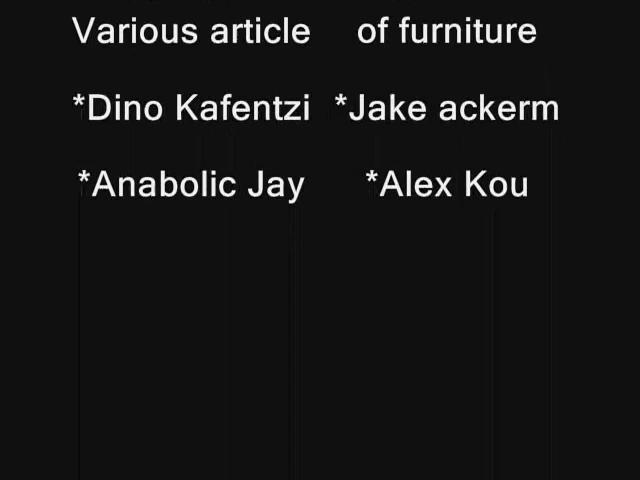 Various article of furniture
*Dino Kafentzi *Jake ackerm
*Anabolic Jay *Alex Kou